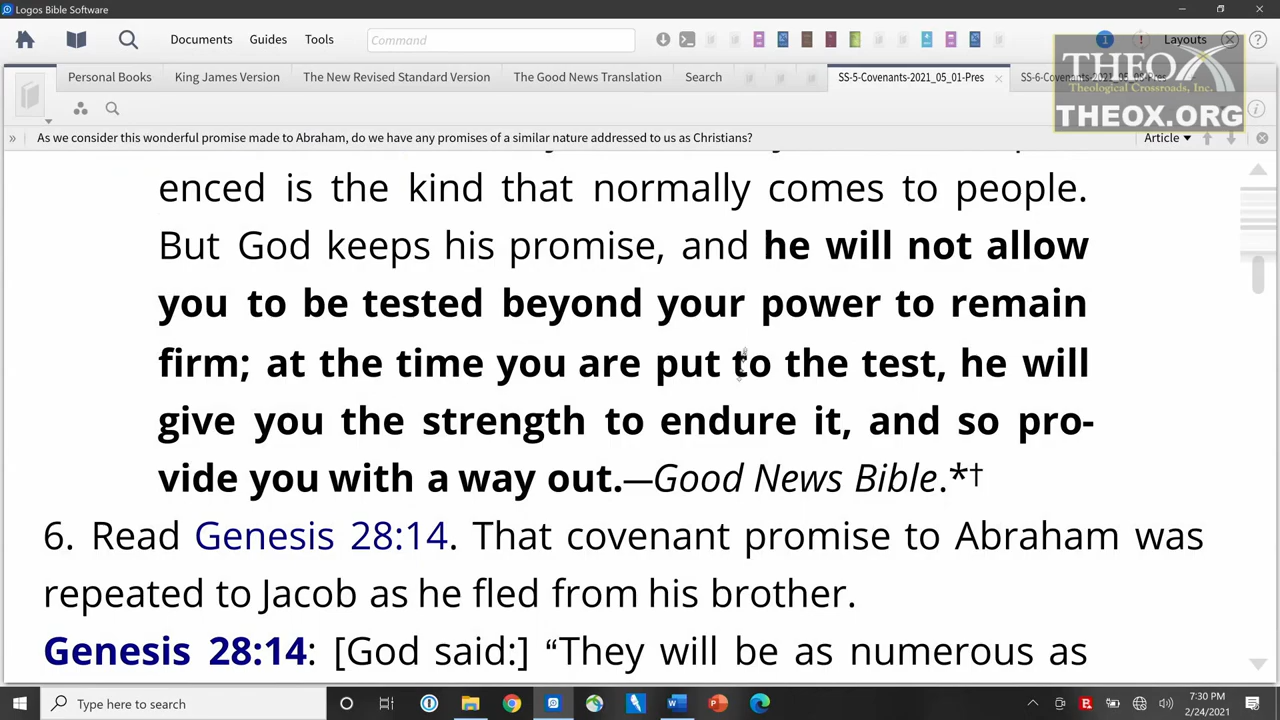 Logos Bible Software
Documents Guides Tools Command Layouts
THEOX
Theological Crossroads, Inc.
THEOX.ORG
Personal Books King James Version The New Revised Standard Version The Good News Translation Search SS-5-Covenants-2021_05_01-Pres
» As we consider this wonderful promise made to Abraham, do we have any promises of a similar nature addressed to us as Christians? Article
enced is the kind that normally comes to people.
But God keeps his promise, and he will not allow
you to be tested beyond your power to remain
firm; at the time you are put to the test, he will
give you the strength to endure it, and so pro-
vide you with a way out.—Good News Bible.*†
6. Read Genesis 28:14. That covenant promise to Abraham was
repeated to Jacob as he fled from his brother.
Genesis 28:14: [God said:] “They will be as numerous as
Type here to search
7:30 PM
2/24/2021